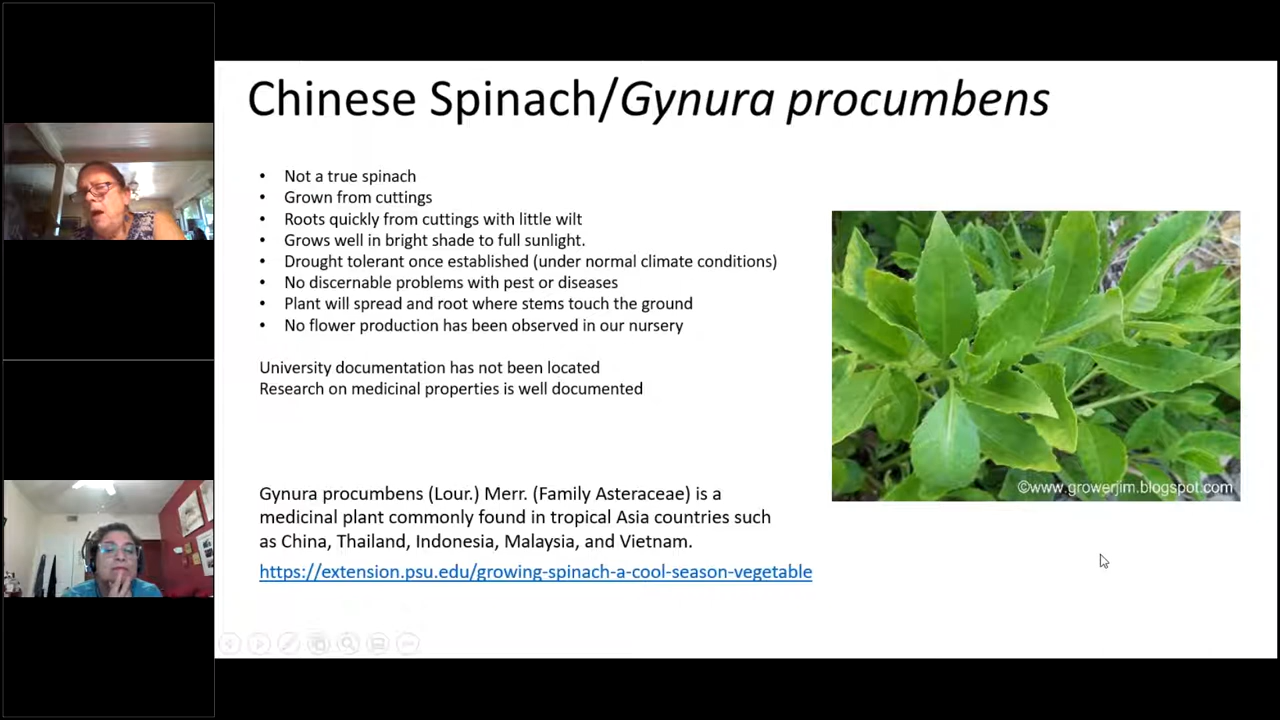 Chinese Spinach/Gynura procumbens
• Not a true spinach
• Grown from cuttings
• Roots quickly from cuttings with little wilt
• Grows well in bright shade to full sunlight.
• Drought tolerant once established (under normal climate conditions)
• No discernable problems with pest or diseases
• Plant will spread and root where stems touch the ground
• No flower production has been observed in our nursery
University documentation has not been located
Research on medicinal properties is well documented
©www.growerjim.blogspot.com
Gynura procumbens (Lour.) Merr. (Family Asteraceae) is a
medicinal plant commonly found in tropical Asia countries such
as China, Thailand, Indonesia, Malaysia, and Vietnam.
https://extension.psu.edu/growing-spinach-a-cool-season-vegetable